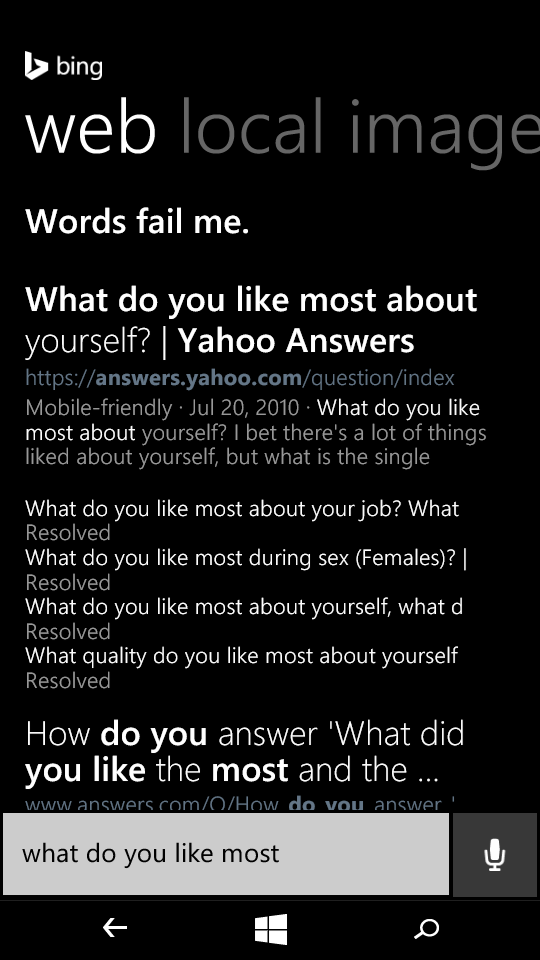 bing
web local image
Words fail me.
What do you like most about
yourself? | Yahoo Answers
https://answers.yahoo.com/question/index
Mobile-friendly · Jul 20, 2010 · What do you like
most about yourself? I bet there's a lot of things
liked about yourself, but what is the single
What do you like most about your job? What
Resolved
What do you like most during sex (Females)? |
Resolved
What do you like most about yourself, what d
Resolved
What quality do you like most about yourself
Resolved
How do you answer 'What did
you like the most and the ...
www.answers.com/Q/How_do_you_answer_'
what do you like most